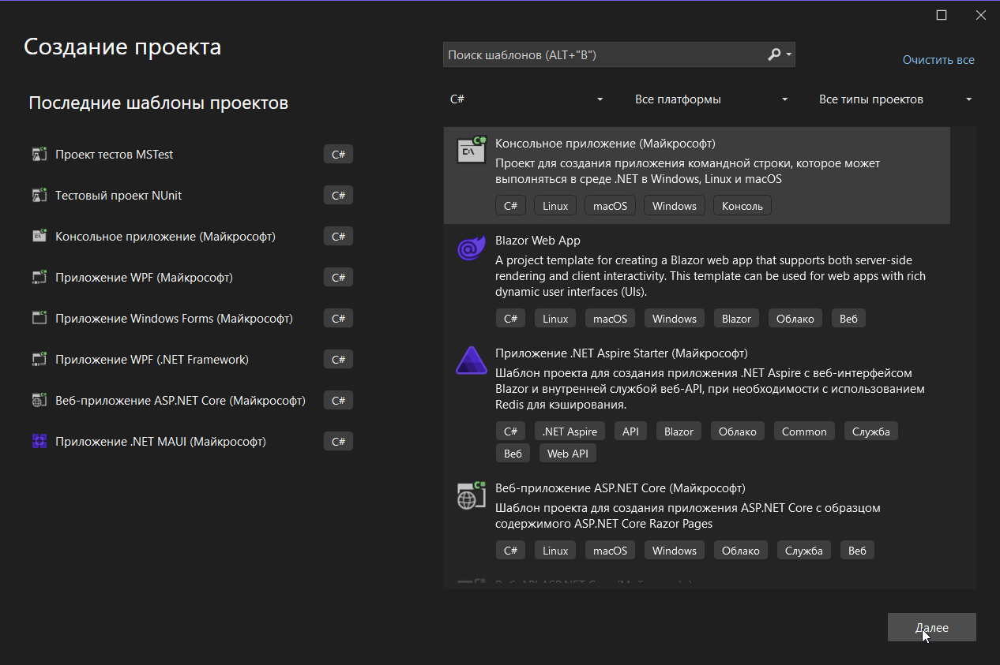 Создание проекта
Поиск шаблонов (ALT+"В")
Очистить все
Последние шаблоны проектов
C#
Все платформы
Все типы проектов
Проект тестов MSTest
C#
Тестовый проект NUnit
C#
Консольное приложение (Майкрософт)
C#
Приложение WPF (Майкрософт)
C#
Приложение Windows Forms (Майкрософт)
C#
Приложение WPF (.NET Framework)
C#
Веб-приложение ASP.NET Core (Майкрософт)
C#
Приложение .NET MAUI (Майкрософт)
C#
Консольное приложение (Майкрософт)
Проект для создания приложения командной строки, которое может
выполняться в среде .NET в Windows, Linux и macOS
C# Linux macOS Windows Консоль
Blazor Web App
A project template for creating a Blazor web app that supports both server-side
rendering and client interactivity. This template can be used for web apps with rich
dynamic user interfaces (UIs).
C# Linux macOS Windows Blazor Облако Веб
Приложение .NET Aspire Starter (Майкрософт)
Шаблон проекта для создания приложения .NET Aspire с веб-интерфейсом
Blazor и внутренней службой веб-API, при необходимости с использованием
Redis для кэширования.
C# .NET Aspire API Blazor Облако Common Служба
Веб Web API
Веб-приложение ASP.NET Core (Майкрософт)
Шаблон проекта для создания приложения ASP.NET Core с образцом
содержимого ASP.NET Core Razor Pages
C# Linux macOS Windows Облако Служба Веб
Далее